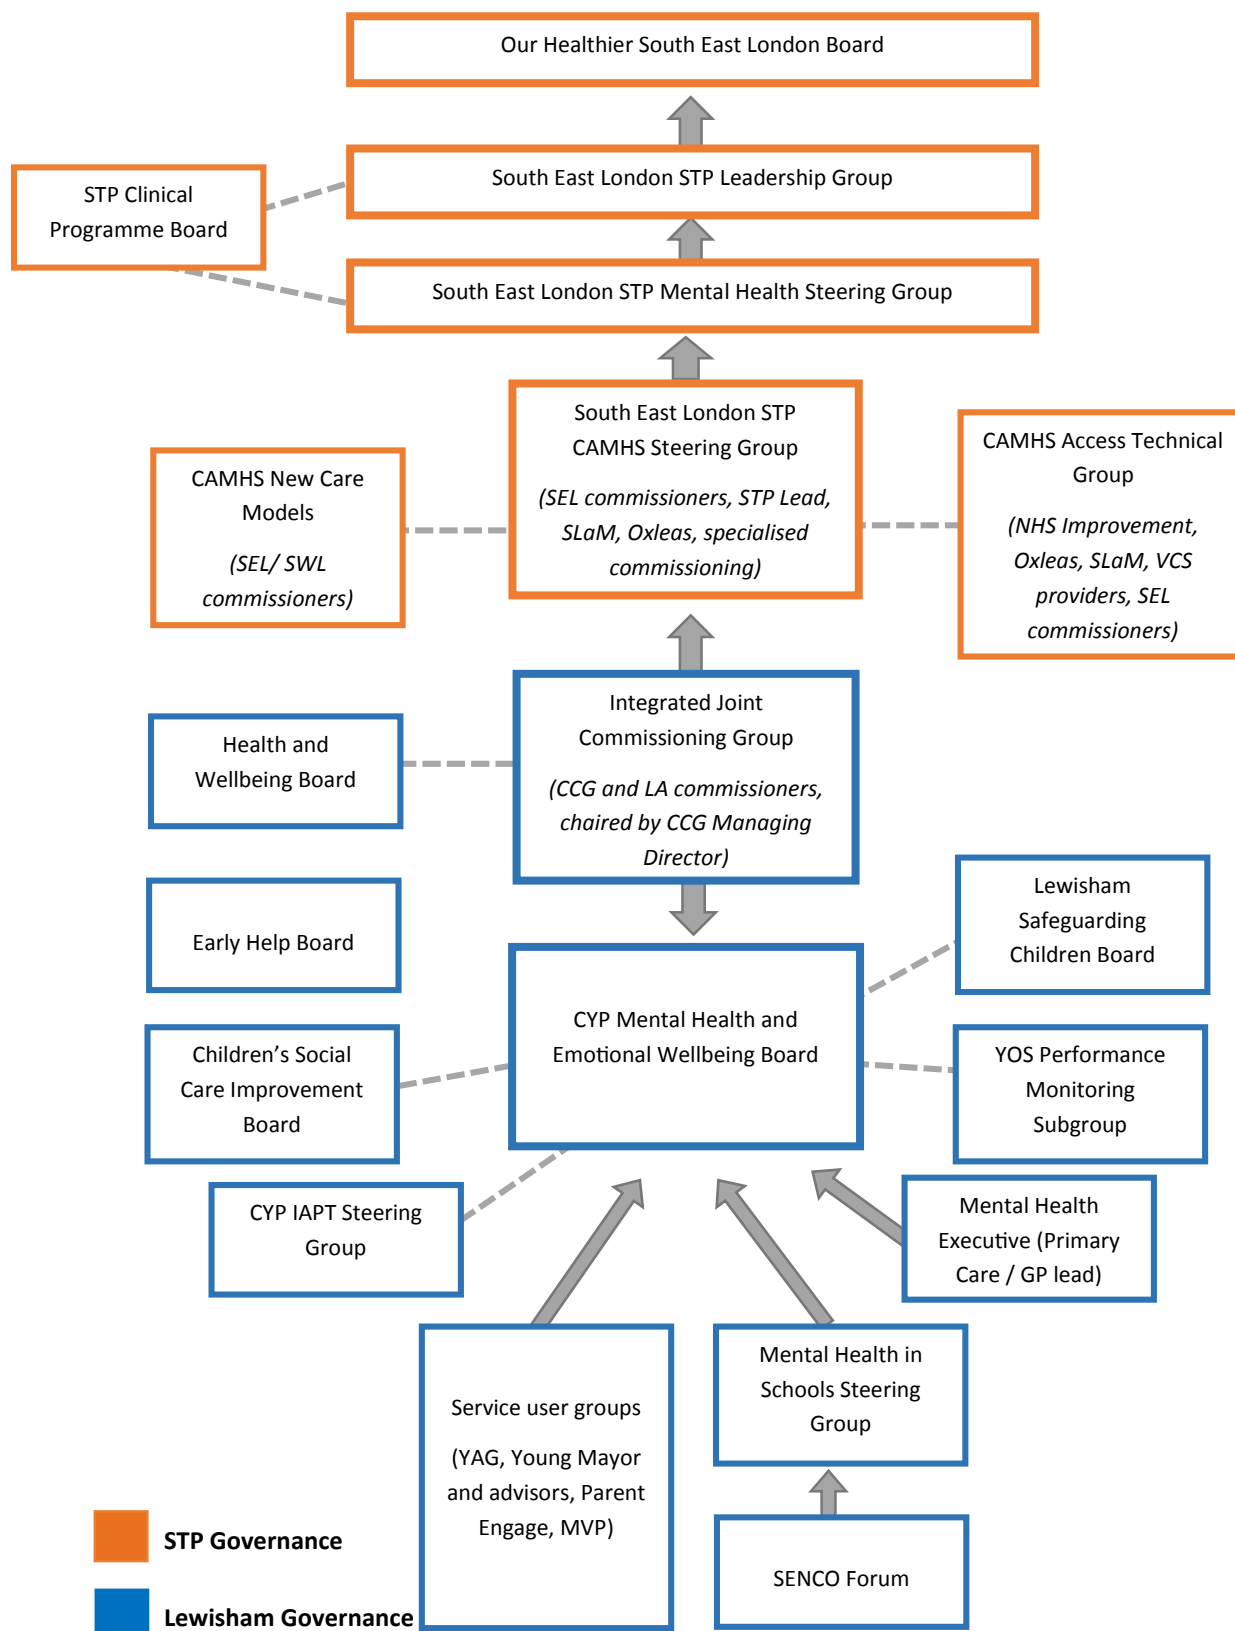 Our Healthier South East London Board
South East London STP Leadership Group
STP Clinical
Programme Board
South East London STP Mental Health Steering Group
South East London STP
CAMHS Steering Group
(SEL commissioners, STP Lead,
SLaM, Oxleas, specialised
commissioning)
CAMHS New Care
Models
(SEL/ SWL
commissioners)
CAMHS Access Technical
Group
(NHS Improvement,
Oxleas, SLaM, VCS
providers, SEL
commissioners)
Integrated Joint
Commissioning Group
(CCG and LA commissioners,
chaired by CCG Managing
Director)
Health and
Wellbeing Board
Early Help Board
Lewisham
Safeguarding
Children Board
CYP Mental Health and
Emotional Wellbeing Board
Children’s Social
Care Improvement
Board
YOS Performance
Monitoring
Subgroup
CYP IAPT Steering
Group
Mental Health
Executive (Primary
Care / GP lead)
Service user groups
(YAG, Young Mayor
and advisors, Parent
Engage, MVP)
Mental Health in
Schools Steering
Group
SENCO Forum
STP Governance
Lewisham Governance